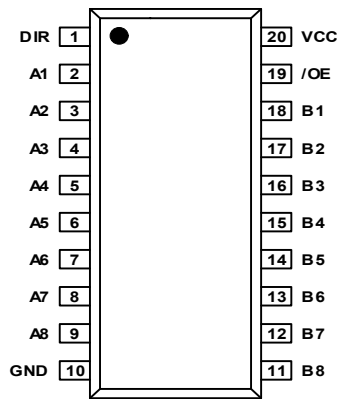 DIR 1 20 VCC
A1 2 19 /OE
A2 3 18 B1
A3 4 17 B2
A4 5 16 B3
A5 6 15 B4
A6 7 14 B5
A7 8 13 B6
A8 9 12 B7
GND 10 11 B8